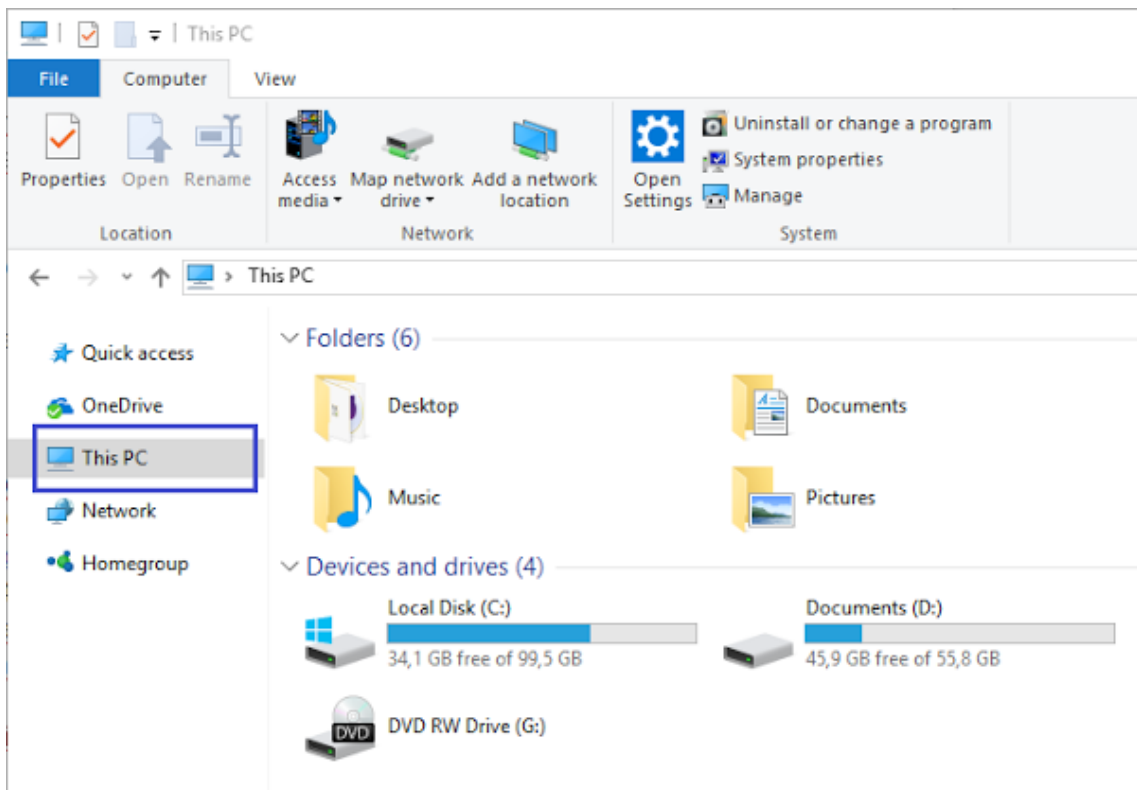 This PC
File Computer View
Properties Open Rename
Access media
Map network drive
Add a network location
Open Settings
Uninstall or change a program
System properties
Manage
Location Network System
This PC
Quick access
OneDrive
This PC
Network
Homegroup
Folders (6)
Desktop Documents
Music Pictures
Devices and drives (4)
Local Disk (C:)
34,1 GB free of 99,5 GB
Documents (D:)
45,9 GB free of 55,8 GB
DVD
DVD RW Drive (G:)